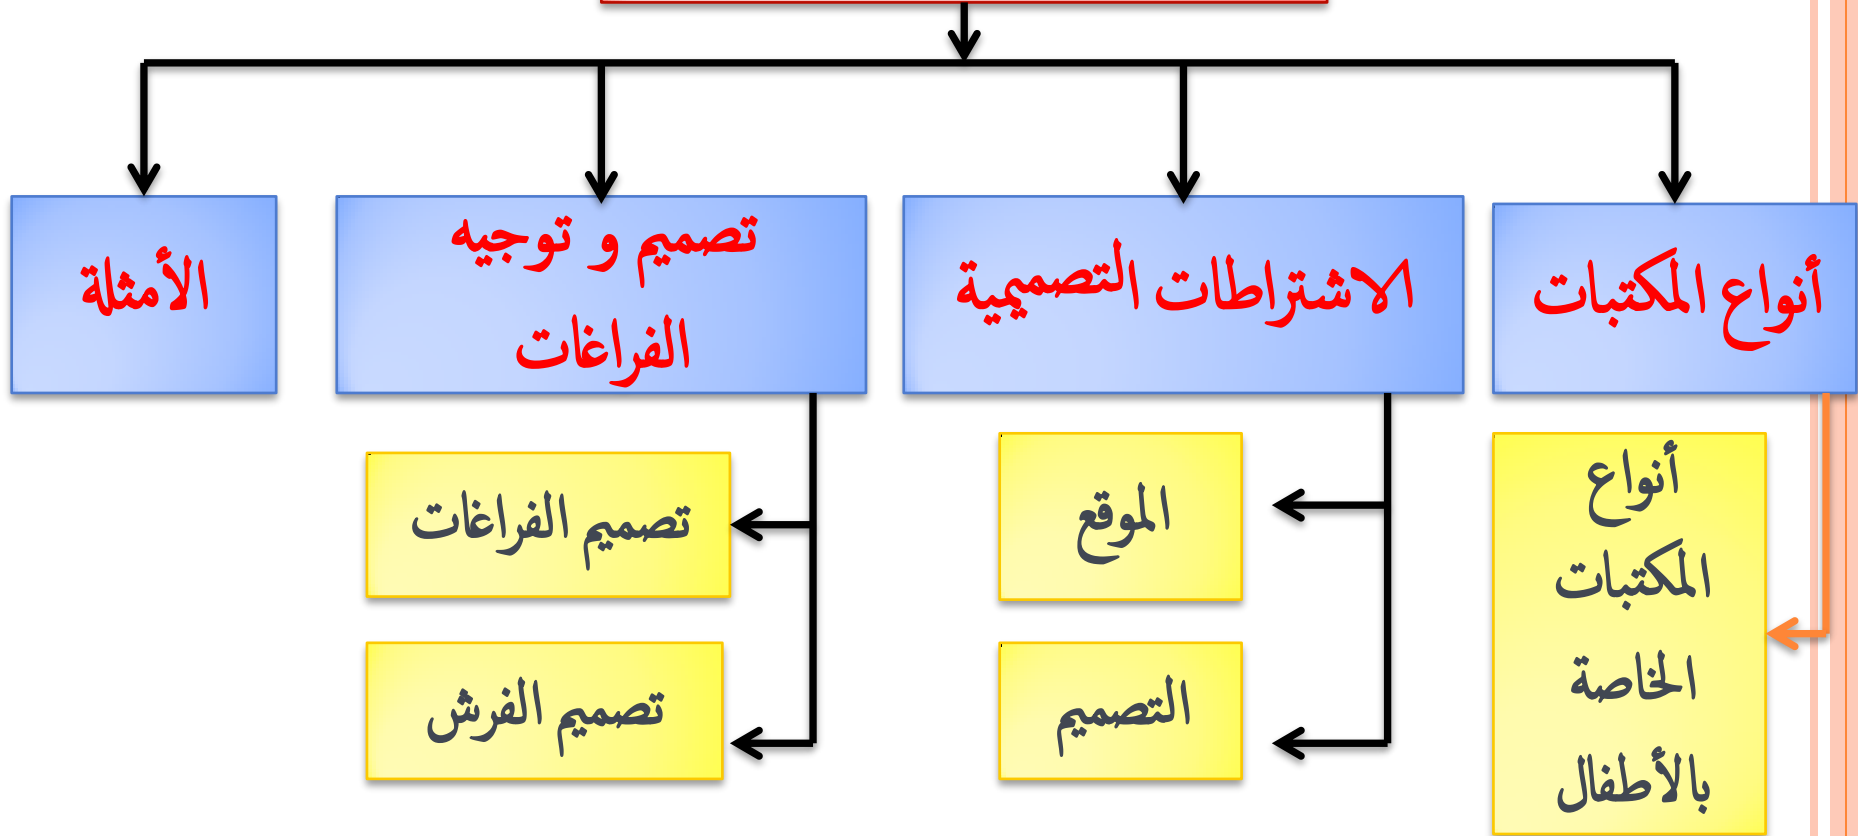 أنواع المكتبات
الاشتراطات التصميمية
تصميم و توجيه
الفراغات
الأمثلة
أنواع
المكتبات
الخاصة
بالأطفال
الموقع
التصميم
تصميم الفراغات
تصميم الفرش